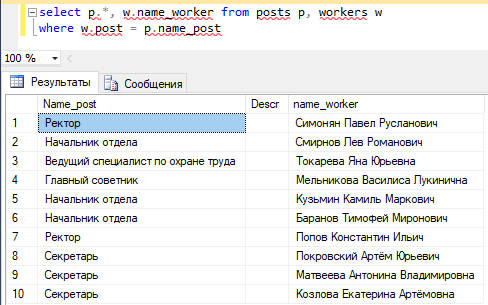 select p.*, w.name_worker from posts p, workers w
where w.post = p.name_post
100 %
Результаты Сообщения
Name_post Descr name_worker
1 Ректор Симонян Павел Русланович
2 Начальник отдела Смирнов Лев Романович
3 Ведущий специалист по охране труда Токарева Яна Юрьевна
4 Главный советник Мельникова Василиса Лукинична
5 Начальник отдела Кузьмин Камиль Маркович
6 Начальник отдела Баранов Тимофей Миронович
7 Ректор Попов Константин Ильич
8 Секретарь Покровский Артём Юрьевич
9 Секретарь Матвеева Антонина Владимировна
10 Секретарь Козлова Екатерина Артёмовна